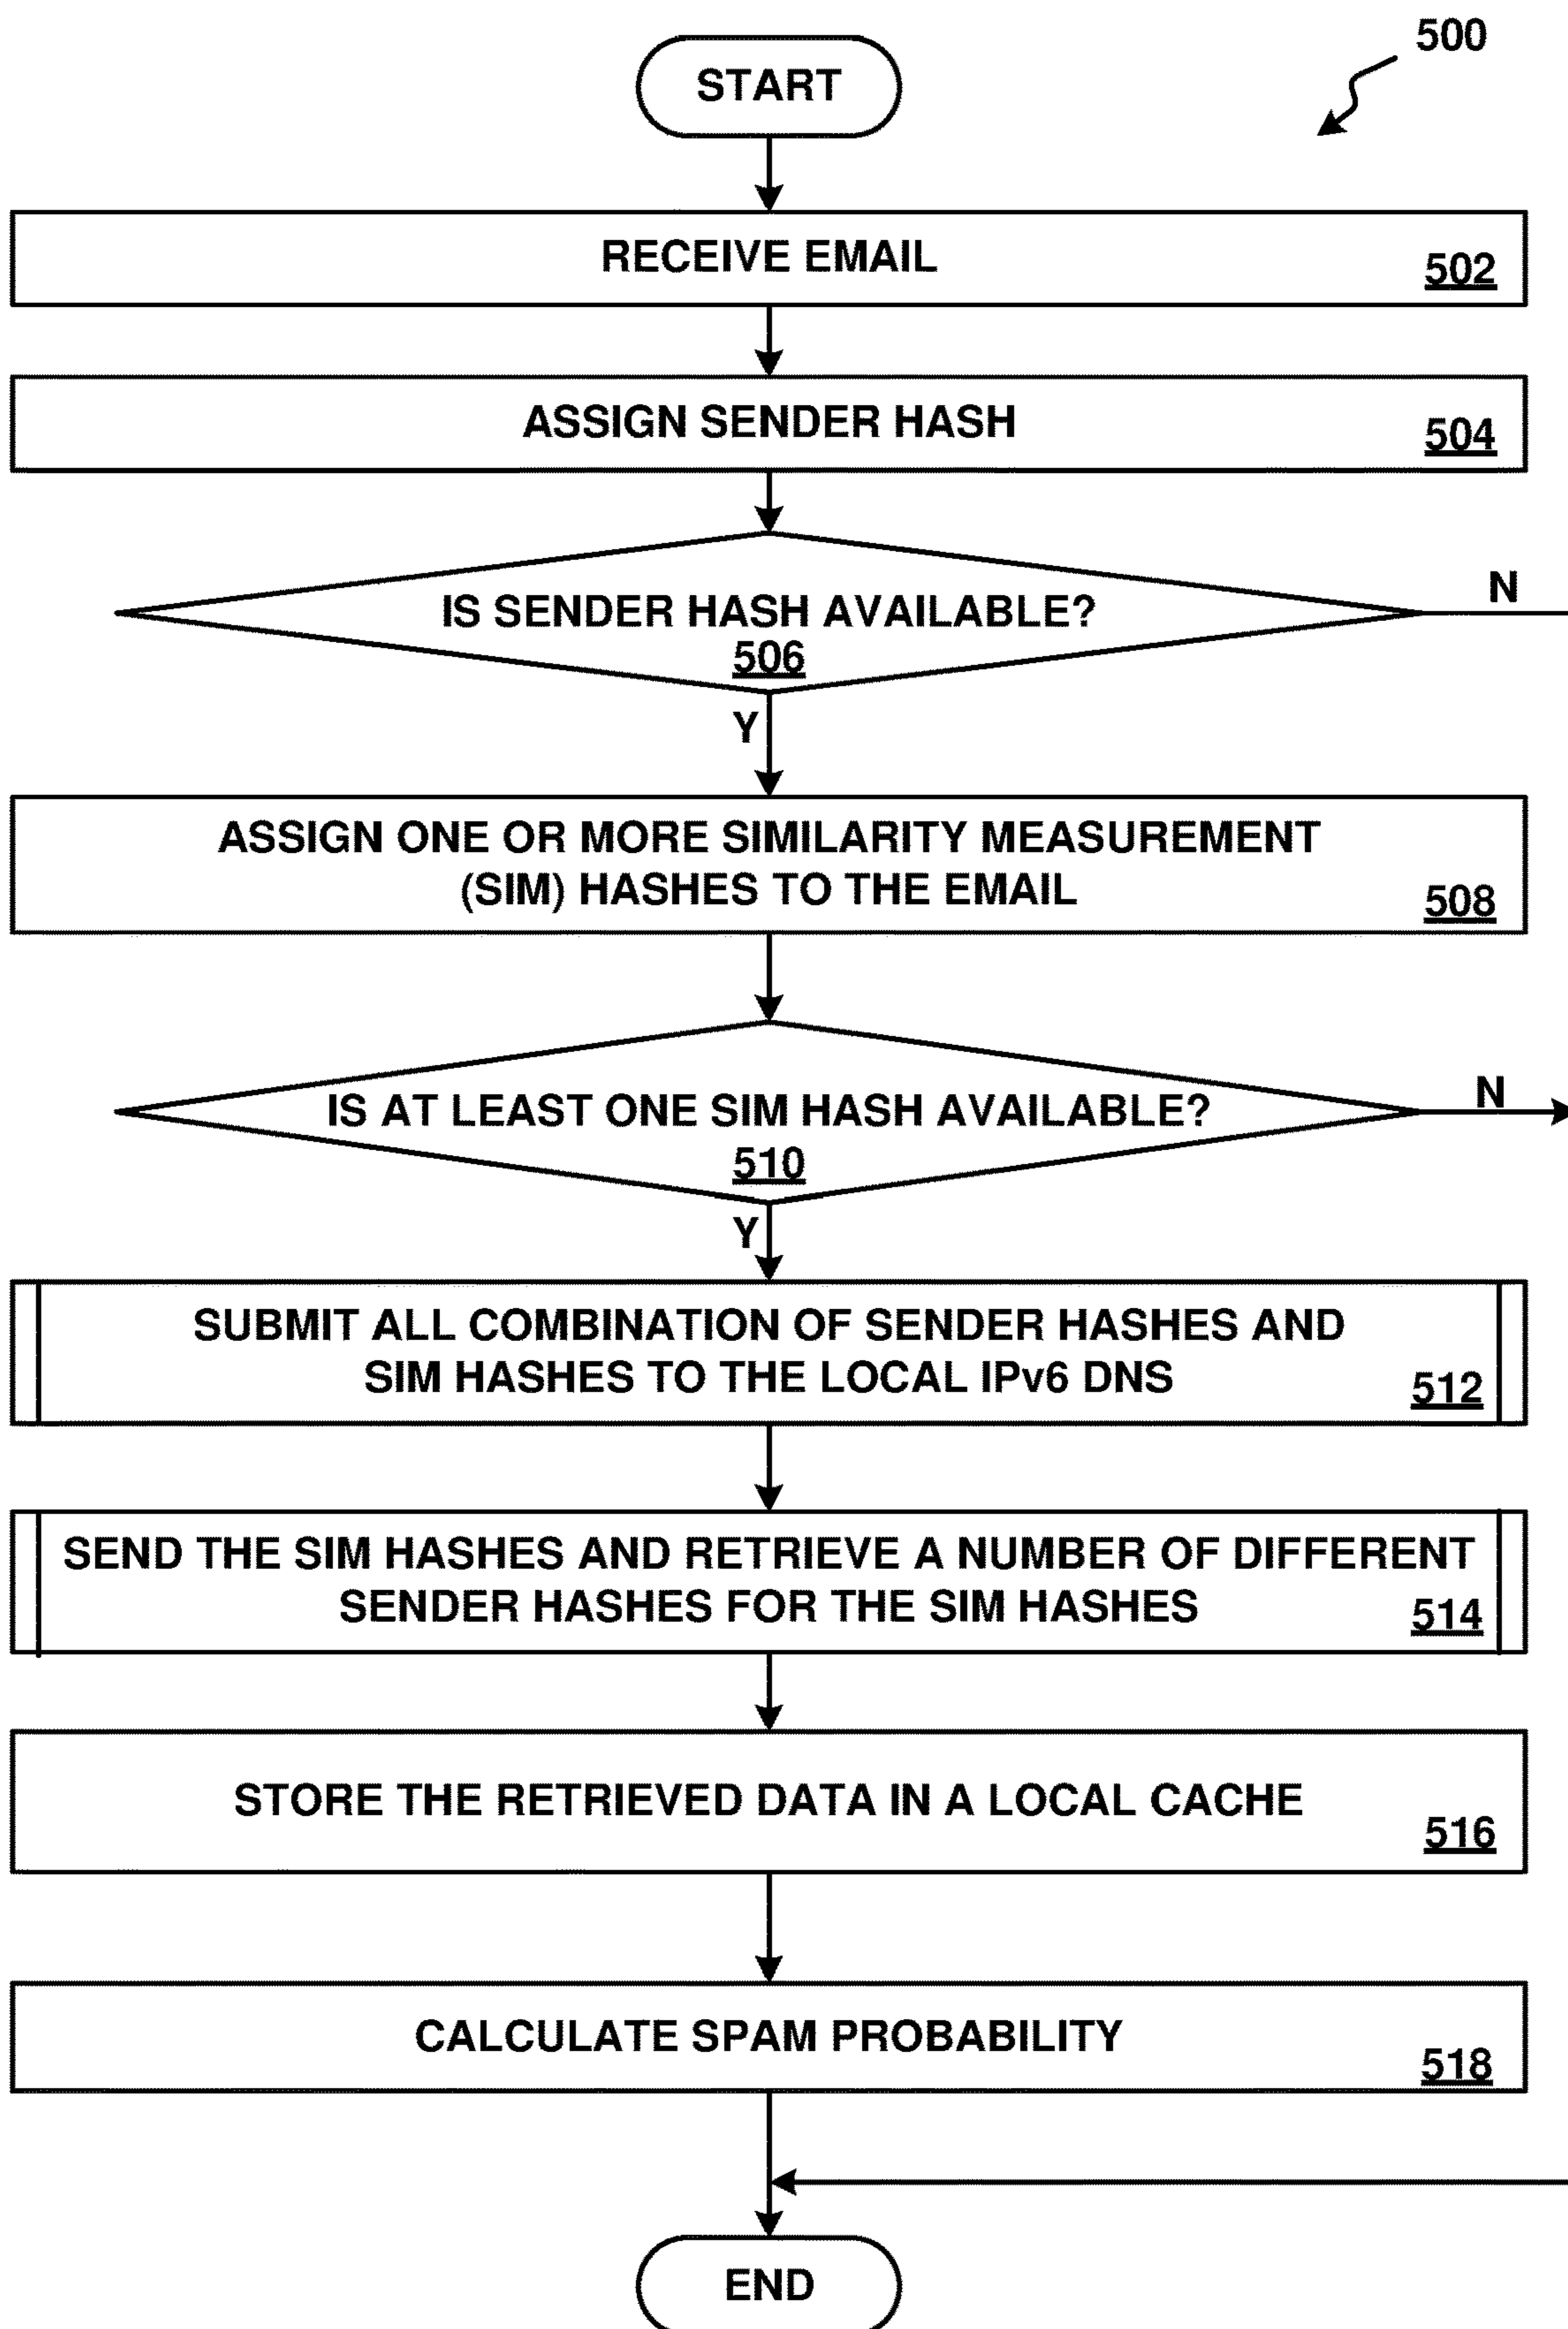 500
START
RECEIVE EMAIL
502
ASSIGN SENDER HASH
504
IS SENDER HASH AVAILABLE?
506
N
Y
ASSIGN ONE OR MORE SIMILARITY MEASUREMENT
(SIM) HASHES TO THE EMAIL
508
IS AT LEAST ONE SIM HASH AVAILABLE?
510
N
Y
SUBMIT ALL COMBINATION OF SENDER HASHES AND
SIM HASHES TO THE LOCAL IPv6 DNS
512
SEND THE SIM HASHES AND RETRIEVE A NUMBER OF DIFFERENT
SENDER HASHES FOR THE SIM HASHES
514
STORE THE RETRIEVED DATA IN A LOCAL CACHE
516
CALCULATE SPAM PROBABILITY
518
END